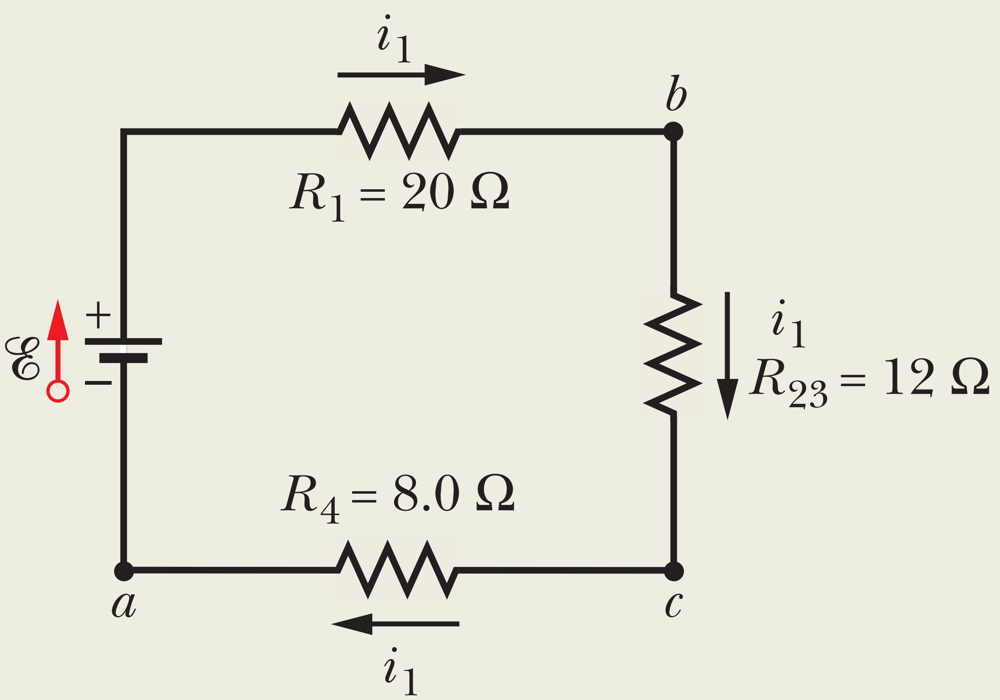 i₁
b
R₁ = 20 Ω
+
ℰ
−
i₁
R₂₃ = 12 Ω
R₄ = 8.0 Ω
a
c
i₁